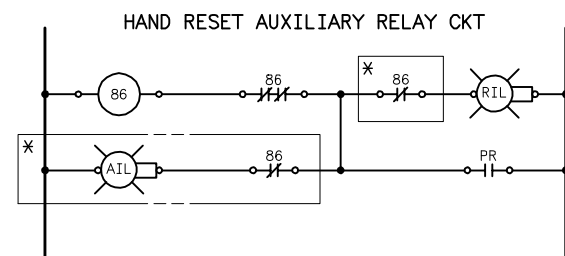 HAND RESET AUXILIARY RELAY CKT
* 86
86 86 RIL
* 86 PR
AIL